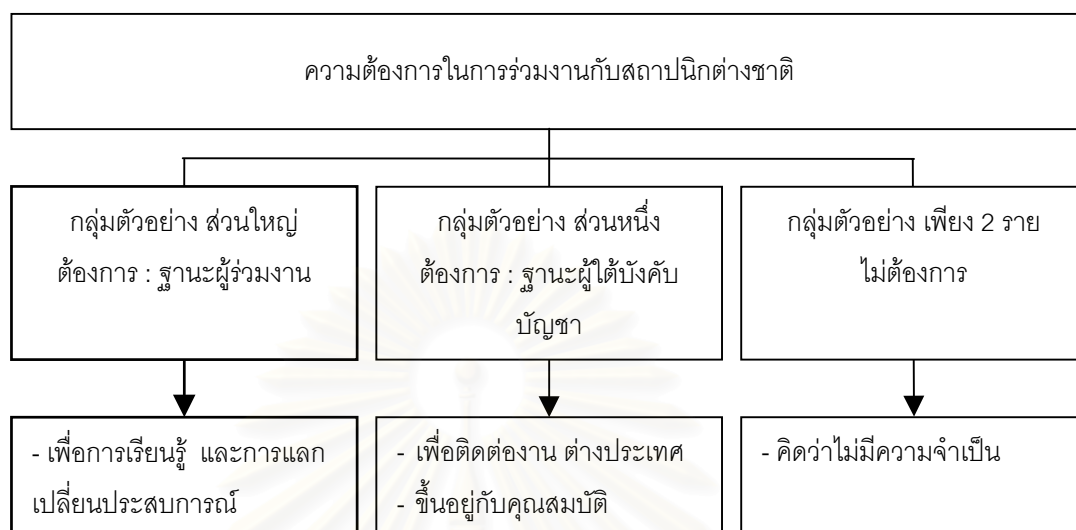 ความต้องการในการร่วมงานกับสถาปนิกต่างชาติ
กลุ่มตัวอย่าง ส่วนใหญ่
ต้องการ : ฐานะผู้ร่วมงาน
กลุ่มตัวอย่าง ส่วนหนึ่ง
ต้องการ : ฐานะผู้ใต้บังคับ
บัญชา
กลุ่มตัวอย่าง เพียง 2 ราย
ไม่ต้องการ
- เพื่อการเรียนรู้ และการแลก
เปลี่ยนประสบการณ์
- เพื่อติดต่องาน ต่างประเทศ
- ขึ้นอยู่กับคุณสมบัติ
- คิดว่าไม่มีความจำเป็น